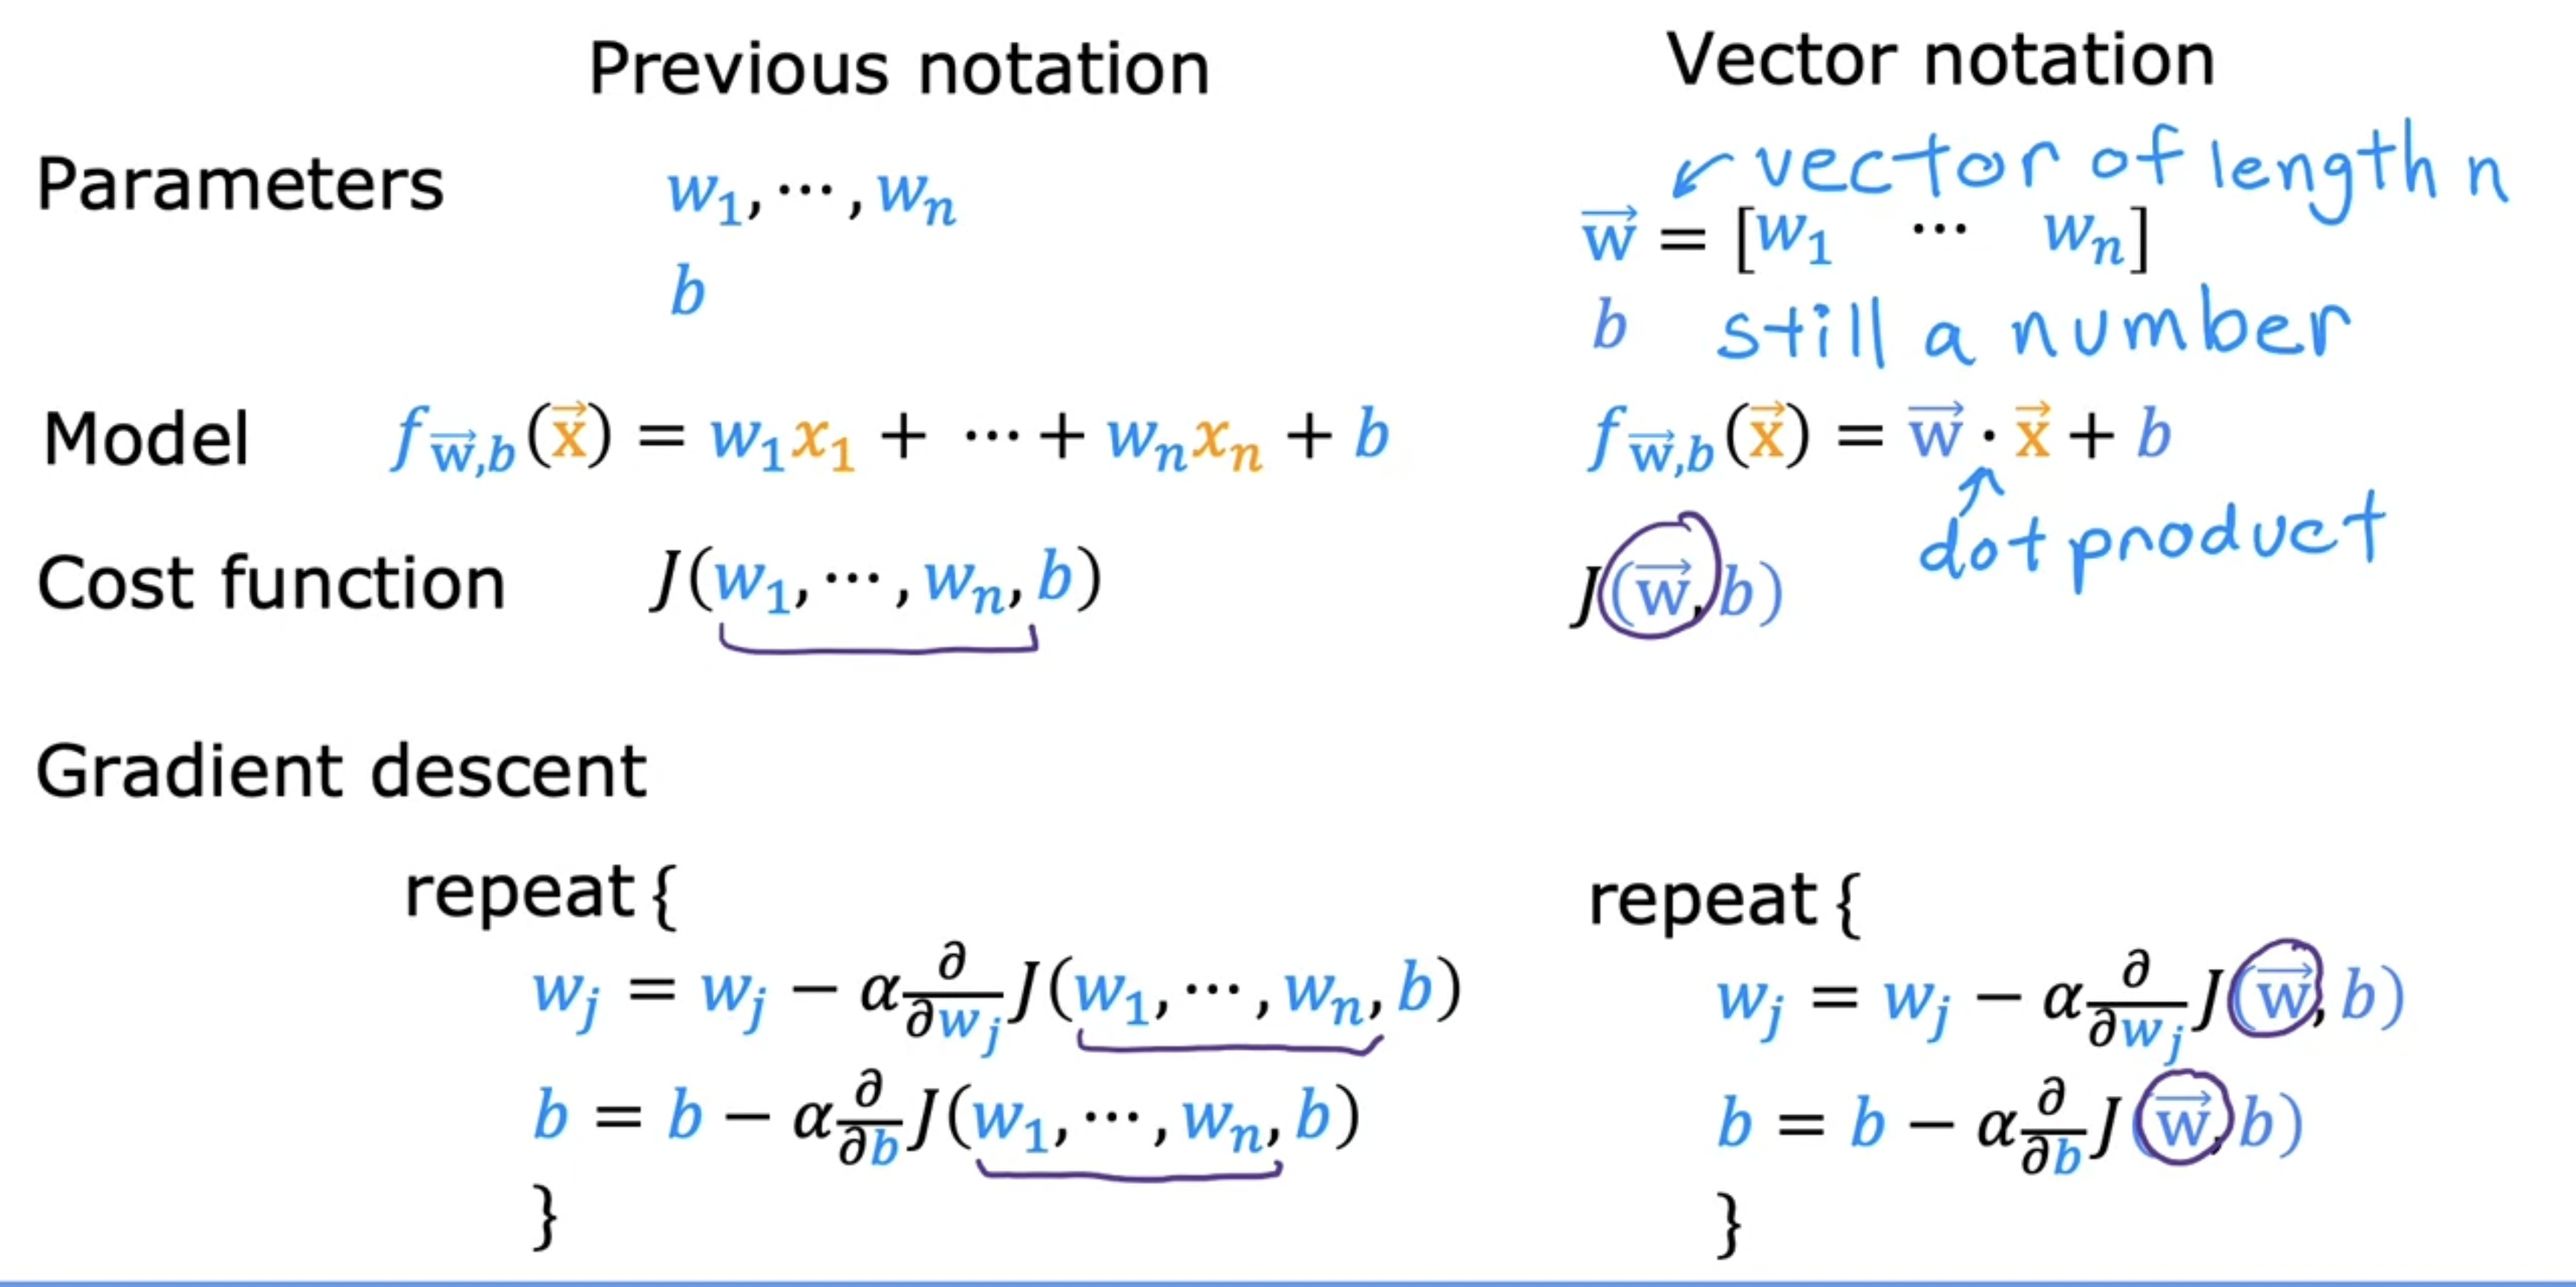 Previous notation
Vector notation
vector of length n
Parameters
w₁, ⋯, wₙ
w⃗ = [w₁ ⋯ wₙ]
b
b still a number
Model
f_w⃗,b(x⃗) = w₁x₁ + ⋯ + wₙxₙ + b
f_w⃗,b(x⃗) = w⃗ · x⃗ + b
dot product
Cost function
J(w₁, ⋯, wₙ, b)
J(w⃗, b)
Gradient descent
repeat {
wⱼ = wⱼ − α ∂/∂wⱼ J(w₁, ⋯, wₙ, b)
b = b − α ∂/∂b J(w₁, ⋯, wₙ, b)
}
repeat {
wⱼ = wⱼ − α ∂/∂wⱼ J(w⃗, b)
b = b − α ∂/∂b J(w⃗, b)
}